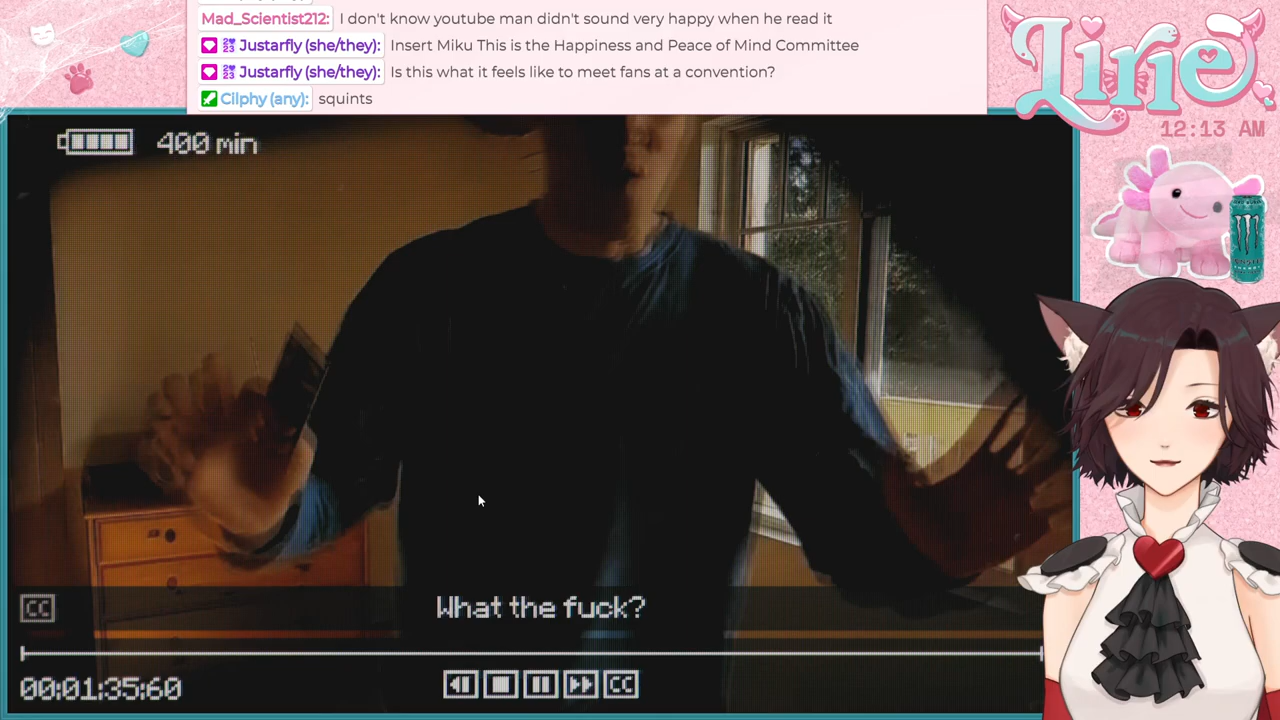 Mad_Scientist212: I don't know youtube man didn't sound very happy when he read it
Justarfly (she/they): Insert Miku This is the Happiness and Peace of Mind Committee
Justarfly (she/they): Is this what it feels like to meet fans at a convention?
Cilphy (any): squints
Lirie
12:13 AM
400 min
CC
What the fuck?
00:01:35:60
CC